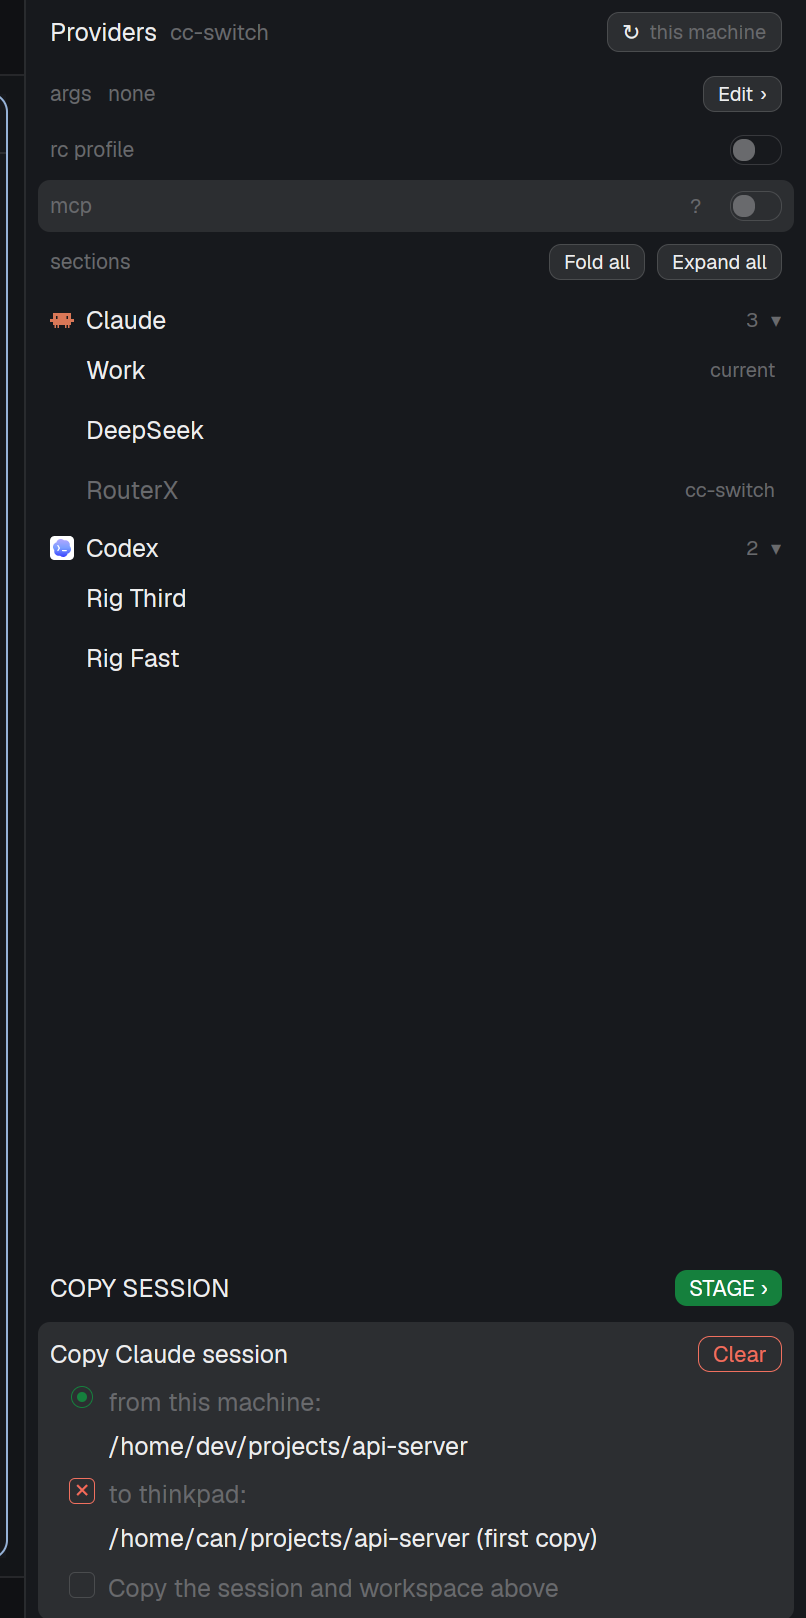 Providers cc-switch ↻ this machine
args none Edit ›
rc profile
mcp ?
sections Fold all Expand all
Claude 3 ▾
Work current
DeepSeek
RouterX cc-switch
Codex 2 ▾
Rig Third
Rig Fast
COPY SESSION STAGE ›
Copy Claude session Clear
from this machine:
/home/dev/projects/api-server
to thinkpad:
/home/can/projects/api-server (first copy)
Copy the session and workspace above